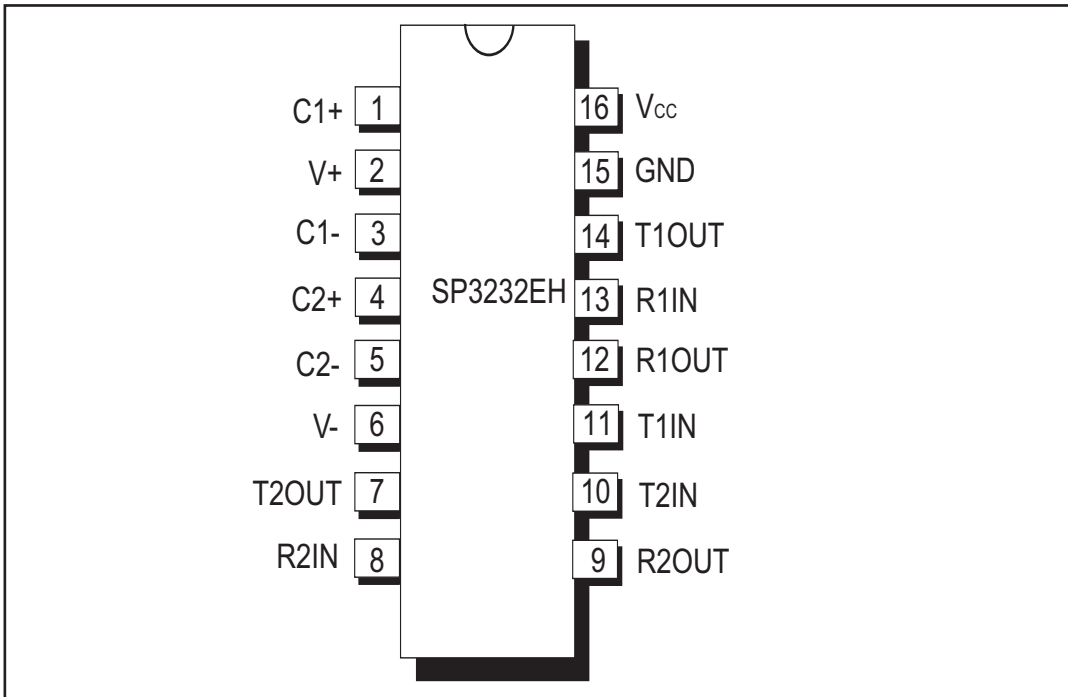 C1+ 1 16 Vcc
V+ 2 15 GND
C1- 3 14 T1OUT
C2+ 4 SP3232EH 13 R1IN
C2- 5 12 R1OUT
V- 6 11 T1IN
T2OUT 7 10 T2IN
R2IN 8 9 R2OUT